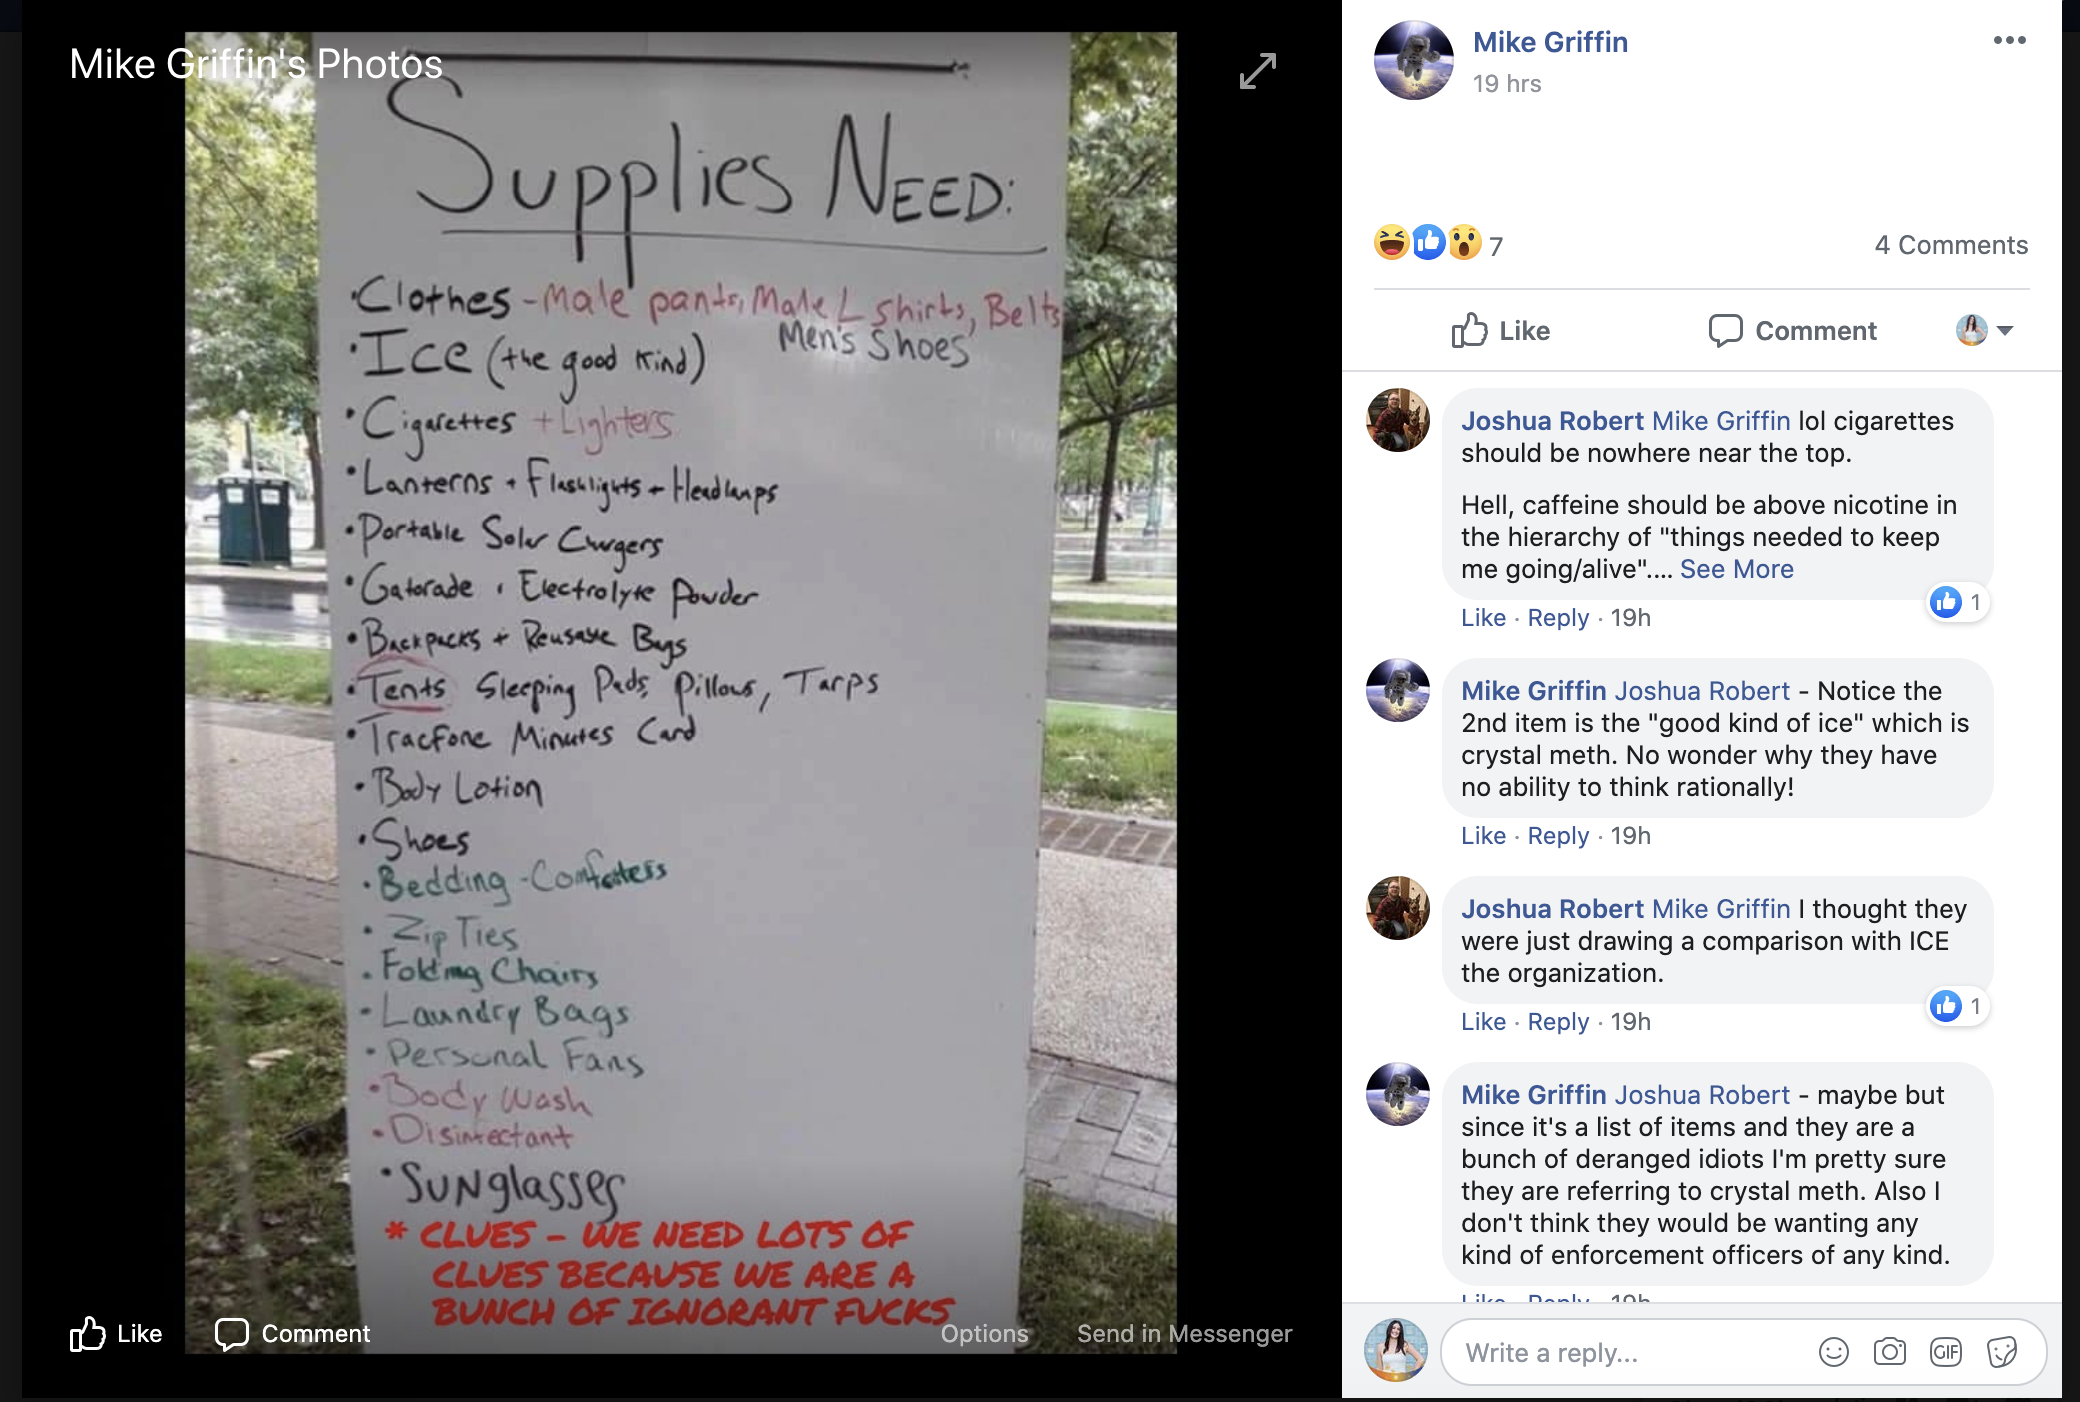 Mike Griffin's Photos
Supplies NEED:
•Clothes - Male pants, Male L shirts, Belts
Men's Shoes
•Ice (the good kind)
•Cigarettes + Lighters
•Lanterns + Flashlights + Headlamps
•Portable Solar Chargers
•Gatorade + Electrolyte Powder
•Backpacks + Reusable Bags
•Tents Sleeping Pads, Pillows, Tarps
•Tracfone Minutes Card
•Body Lotion
•Shoes
•Bedding - Comforters
•Zip Ties
•Folding Chairs
•Laundry Bags
•Personal Fans
•Body Wash
•Disinfectant
•Sunglasses
* CLUES - WE NEED LOTS OF
CLUES BECAUSE WE ARE A
BUNCH OF IGNORANT FUCKS
Like Comment Options Send in Messenger
Mike Griffin
19 hrs
7 4 Comments
Like Comment
Joshua Robert Mike Griffin lol cigarettes
should be nowhere near the top.
Hell, caffeine should be above nicotine in
the hierarchy of "things needed to keep
me going/alive".... See More
1
Like · Reply · 19h
Mike Griffin Joshua Robert - Notice the
2nd item is the "good kind of ice" which is
crystal meth. No wonder why they have
no ability to think rationally!
Like · Reply · 19h
Joshua Robert Mike Griffin I thought they
were just drawing a comparison with ICE
the organization.
1
Like · Reply · 19h
Mike Griffin Joshua Robert - maybe but
since it's a list of items and they are a
bunch of deranged idiots I'm pretty sure
they are referring to crystal meth. Also I
don't think they would be wanting any
kind of enforcement officers of any kind.
Like · Reply · 19h
Write a reply...
GIF